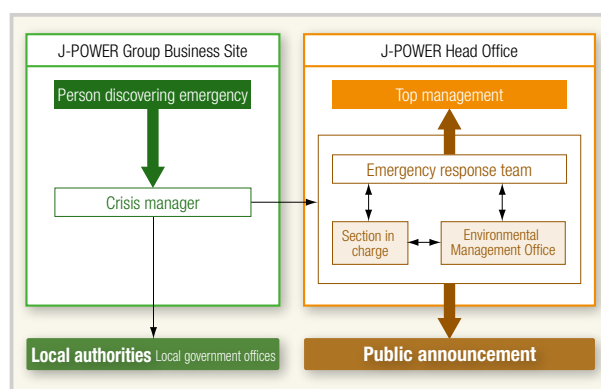 J-POWER Group Business Site
Person discovering emergency
Crisis manager
Local authorities Local government offices
J-POWER Head Office
Top management
Emergency response team
Section in
charge
Environmental
Management Office
Public announcement